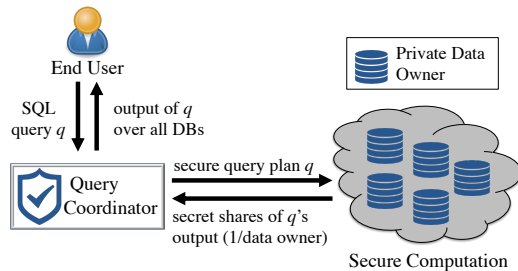 End User
SQL
query q
output of q
over all DBs
Private Data
Owner
Query
Coordinator
secure query plan q
secret shares of q's
output (1/data owner)
Secure Computation